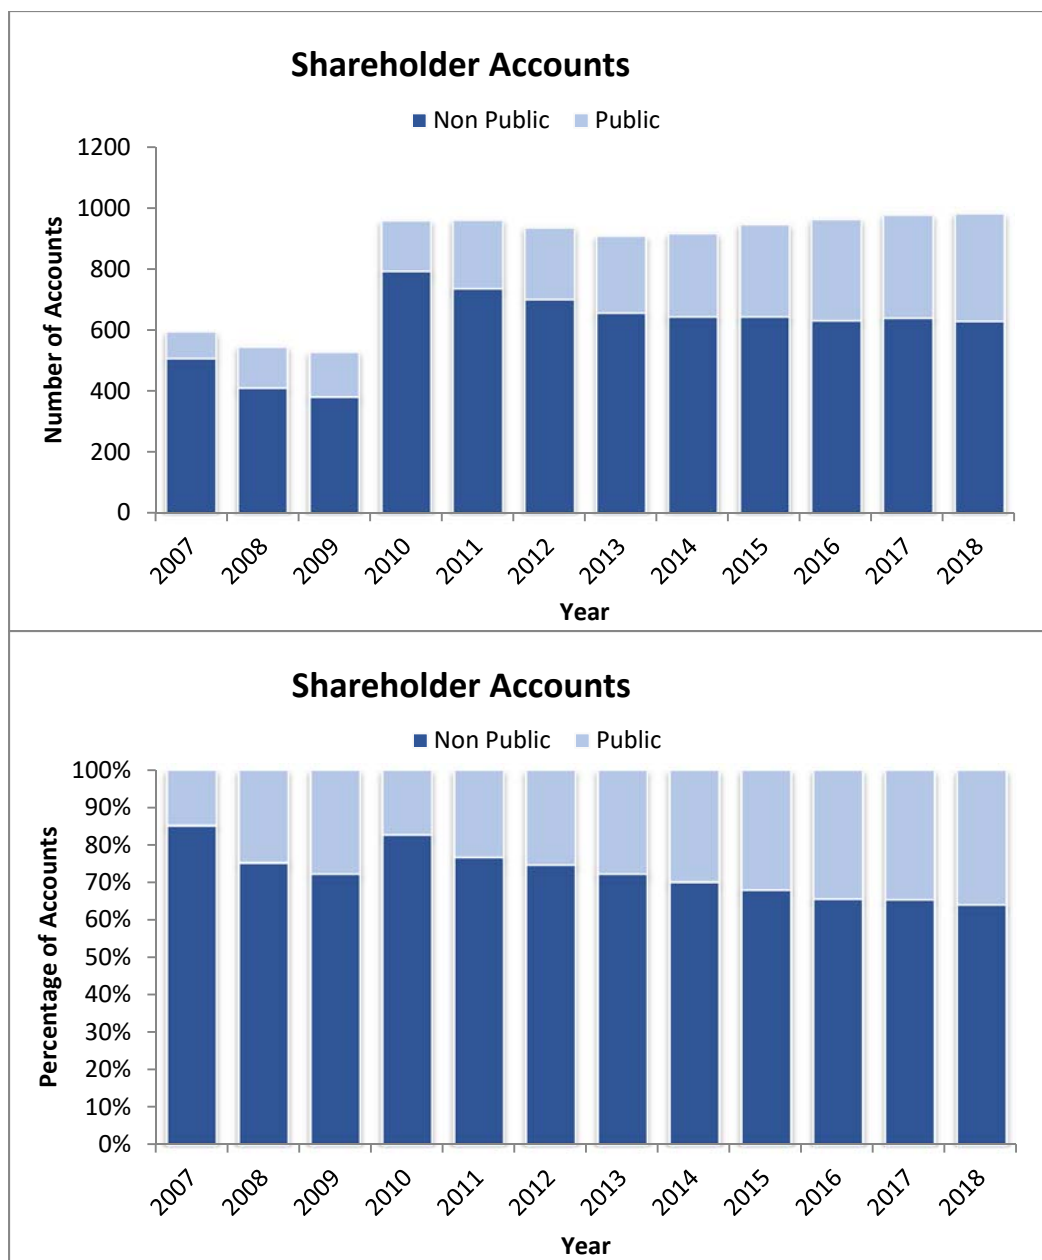 Shareholder Accounts
Non Public Public
1200
1000
800
600
400
200
0
Number of Accounts
2007 2008 2009 2010 2011 2012 2013 2014 2015 2016 2017 2018
Year
Shareholder Accounts
Non Public Public
100%
90%
80%
70%
60%
50%
40%
30%
20%
10%
0%
Percentage of Accounts
2007 2008 2009 2010 2011 2012 2013 2014 2015 2016 2017 2018
Year